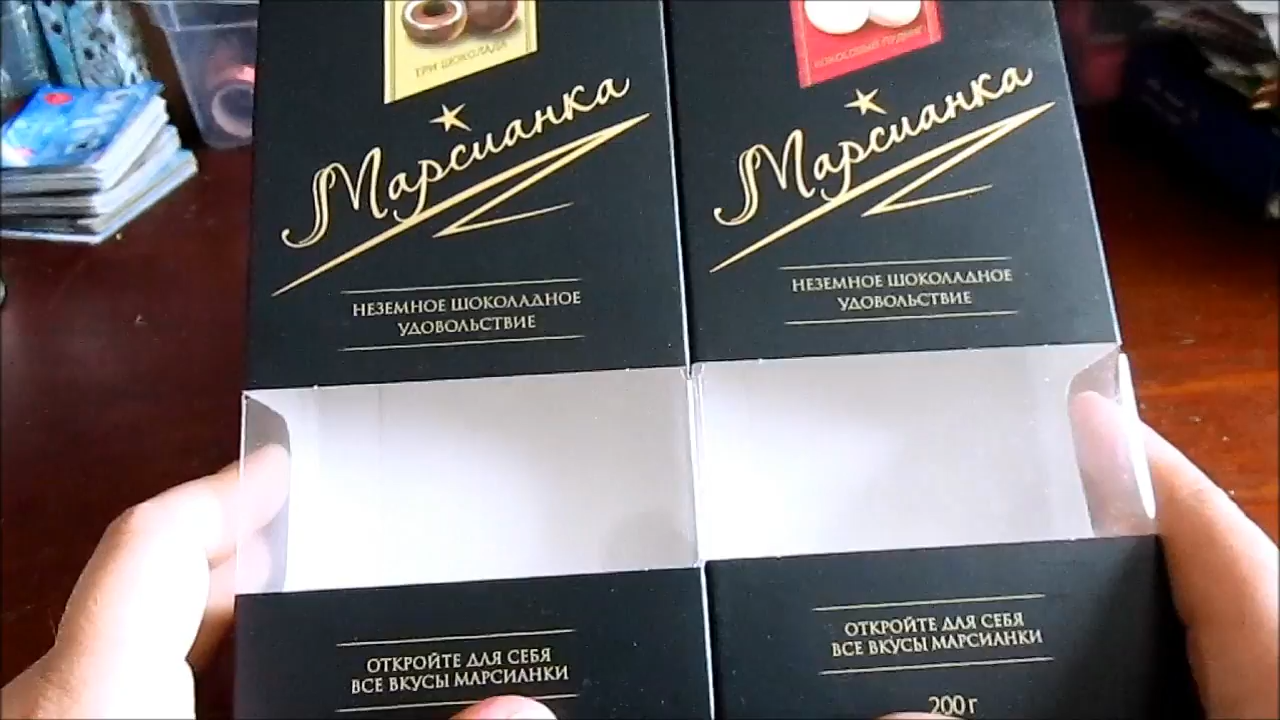 ТРИ ШОКОЛАДА
Марсианка
НЕЗЕМНОЕ ШОКОЛАДНОЕ
УДОВОЛЬСТВИЕ
ОТКРОЙТЕ ДЛЯ СЕБЯ
ВСЕ ВКУСЫ МАРСИАНКИ
КОКОСОВЫЙ ПУДИНГ
Марсианка
НЕЗЕМНОЕ ШОКОЛАДНОЕ
УДОВОЛЬСТВИЕ
ОТКРОЙТЕ ДЛЯ СЕБЯ
ВСЕ ВКУСЫ МАРСИАНКИ
200 г